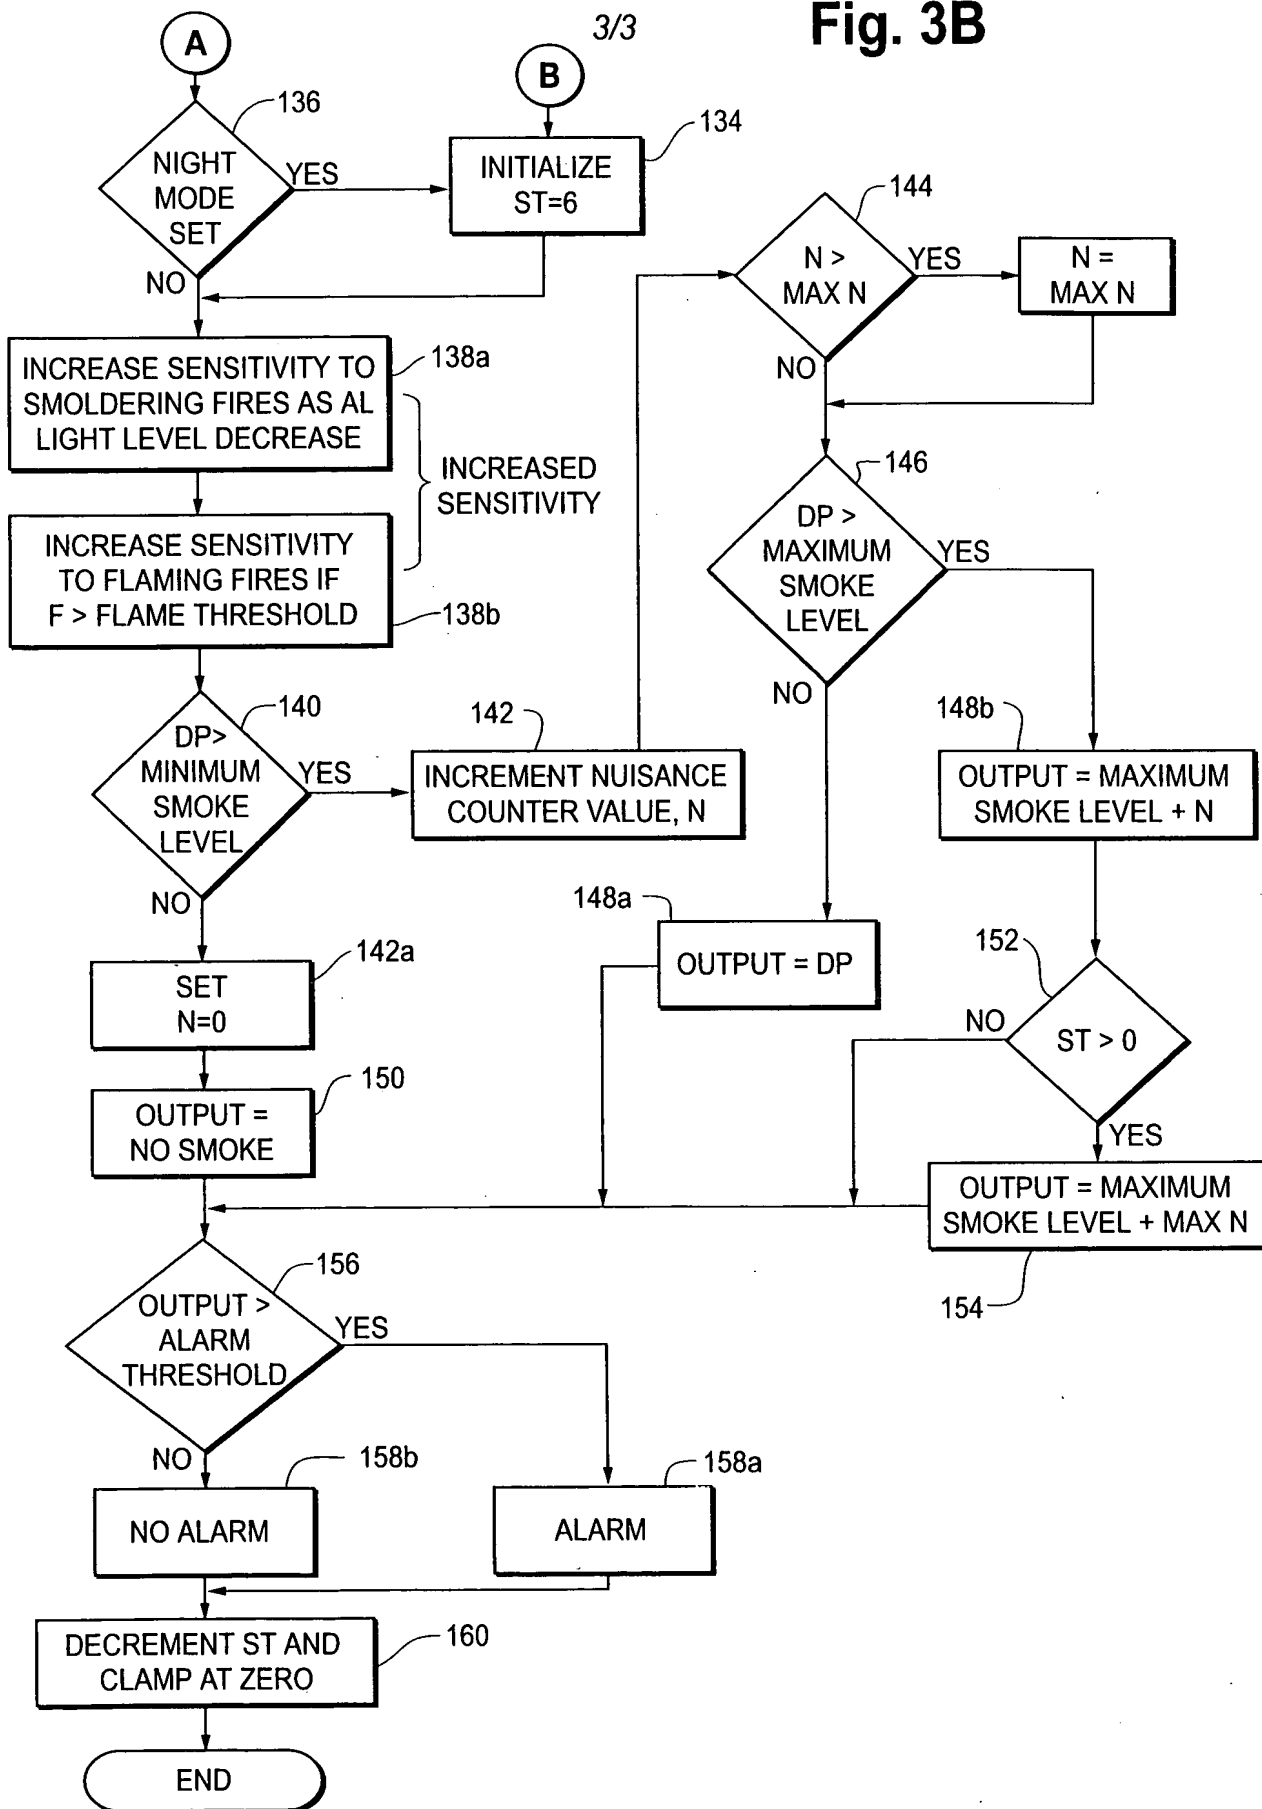 3/3
Fig. 3B
A
B
136
NIGHT
MODE
SET
YES
NO
134
INITIALIZE
ST=6
144
N >
MAX N
YES
NO
N =
MAX N
INCREASE SENSITIVITY TO
SMOLDERING FIRES AS AL
LIGHT LEVEL DECREASE
138a
INCREASED
SENSITIVITY
INCREASE SENSITIVITY
TO FLAMING FIRES IF
F > FLAME THRESHOLD
138b
146
DP >
MAXIMUM
SMOKE
LEVEL
YES
NO
140
DP>
MINIMUM
SMOKE
LEVEL
YES
NO
142
INCREMENT NUISANCE
COUNTER VALUE, N
148b
OUTPUT = MAXIMUM
SMOKE LEVEL + N
148a
OUTPUT = DP
142a
SET
N=0
152
ST > 0
NO
YES
150
OUTPUT =
NO SMOKE
OUTPUT = MAXIMUM
SMOKE LEVEL + MAX N
154
156
OUTPUT >
ALARM
THRESHOLD
YES
NO
158b
NO ALARM
158a
ALARM
DECREMENT ST AND
CLAMP AT ZERO
160
END